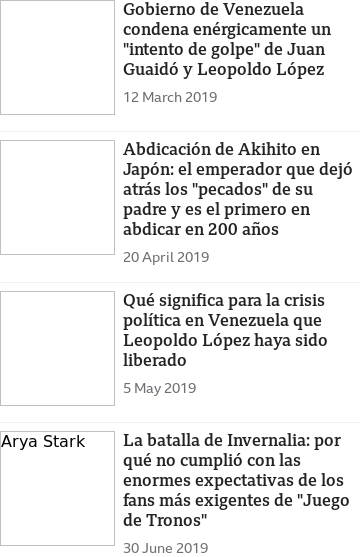 Gobierno de Venezuela
condena enérgicamente un
"intento de golpe" de Juan
Guaidó y Leopoldo López
12 March 2019
Abdicación de Akihito en
Japón: el emperador que dejó
atrás los "pecados" de su
padre y es el primero en
abdicar en 200 años
20 April 2019
Qué significa para la crisis
política en Venezuela que
Leopoldo López haya sido
liberado
5 May 2019
Arya Stark
La batalla de Invernalia: por
qué no cumplió con las
enormes expectativas de los
fans más exigentes de "Juego
de Tronos"
30 June 2019